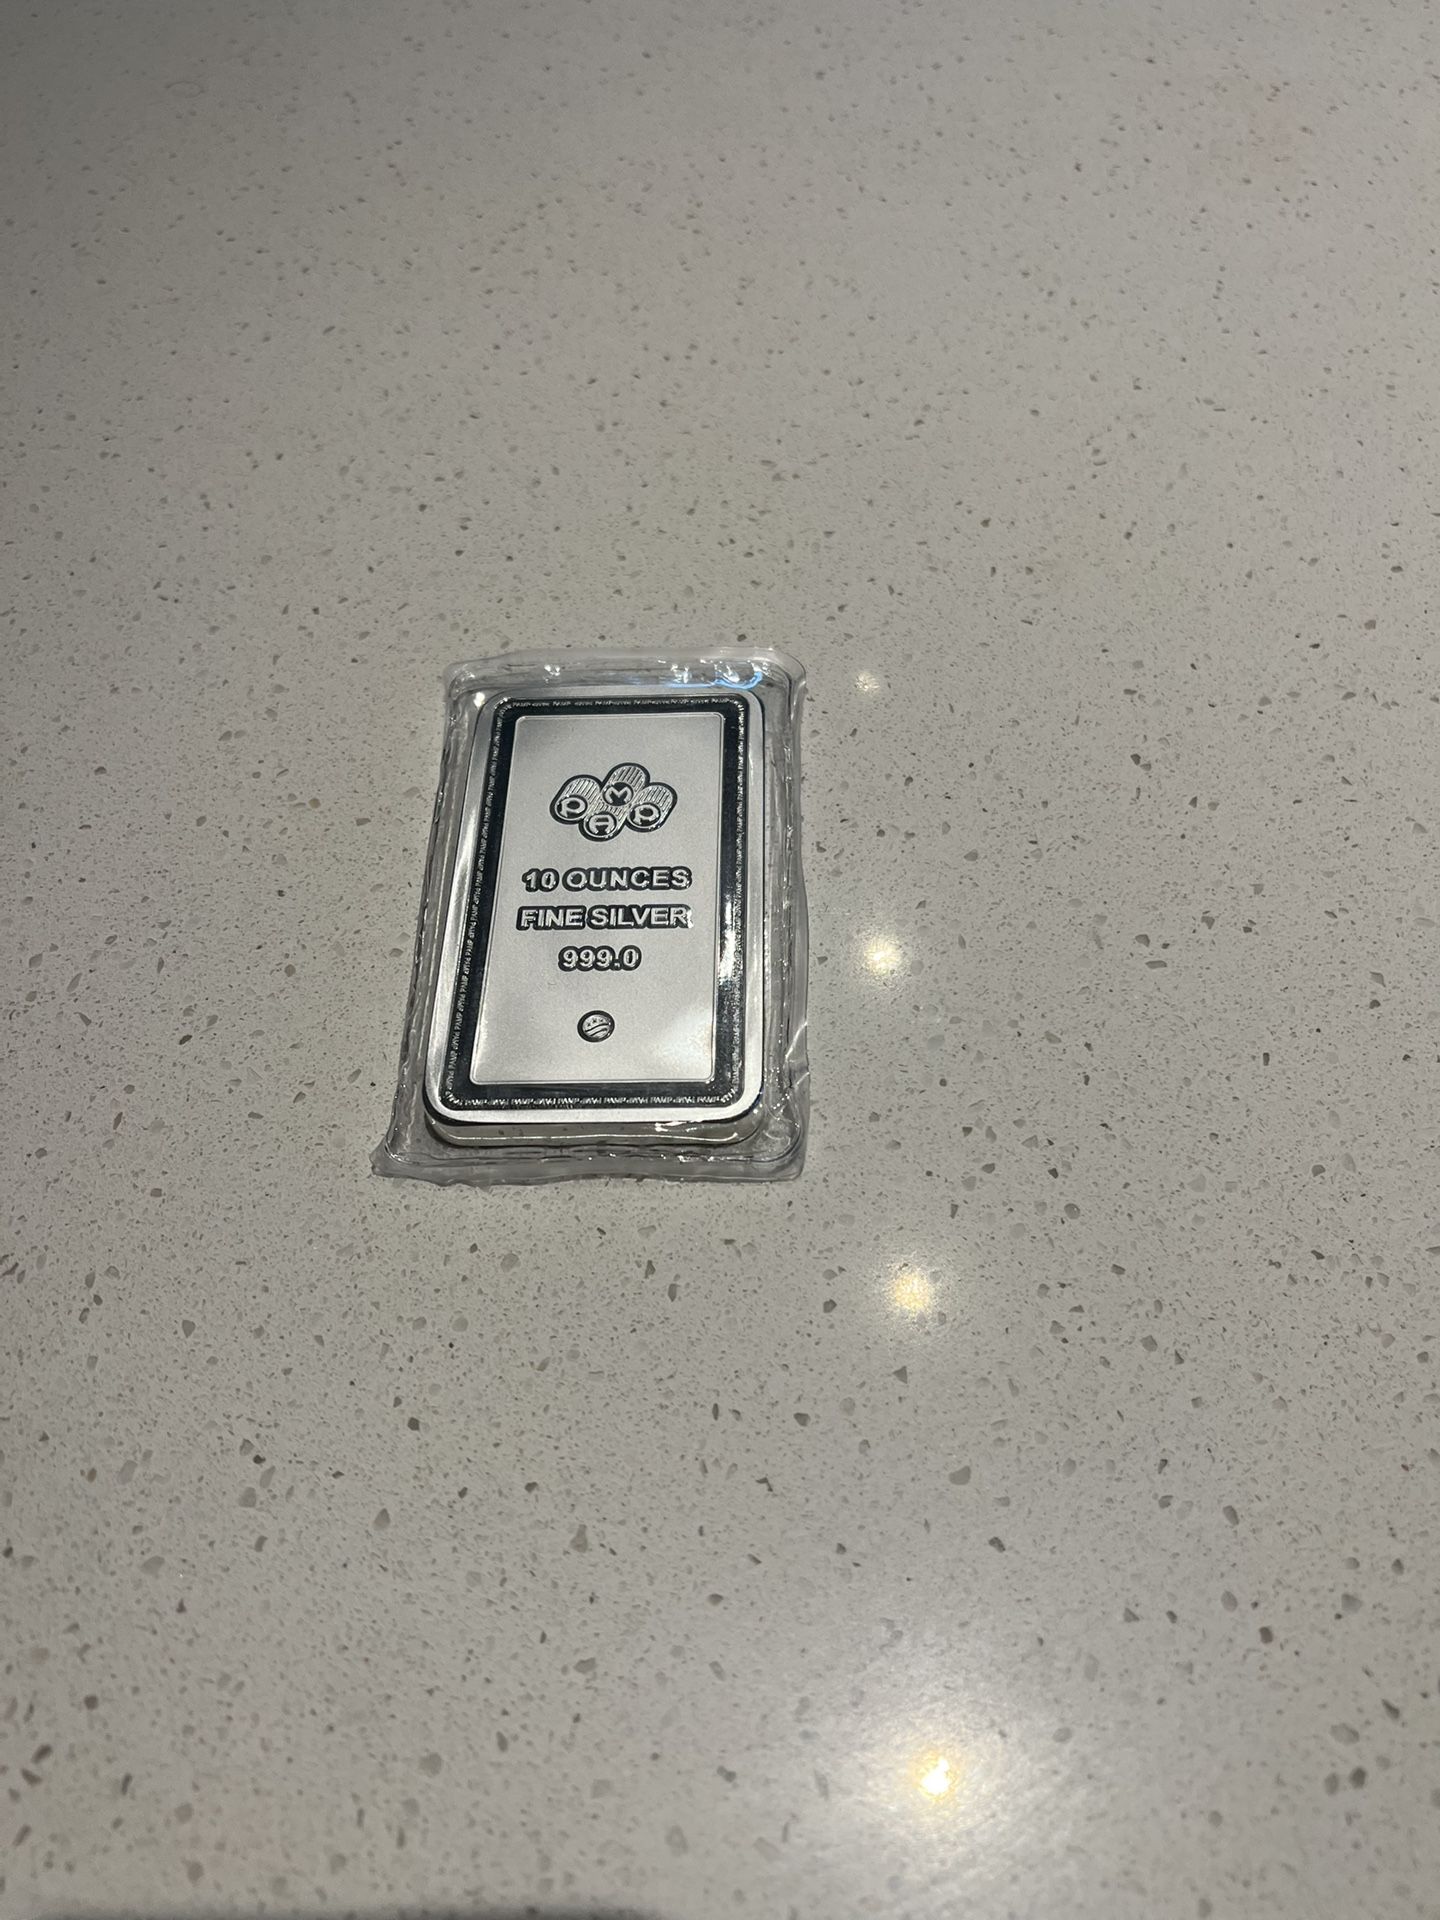 PAMP
10 OUNCES
FINE SILVER
999.0